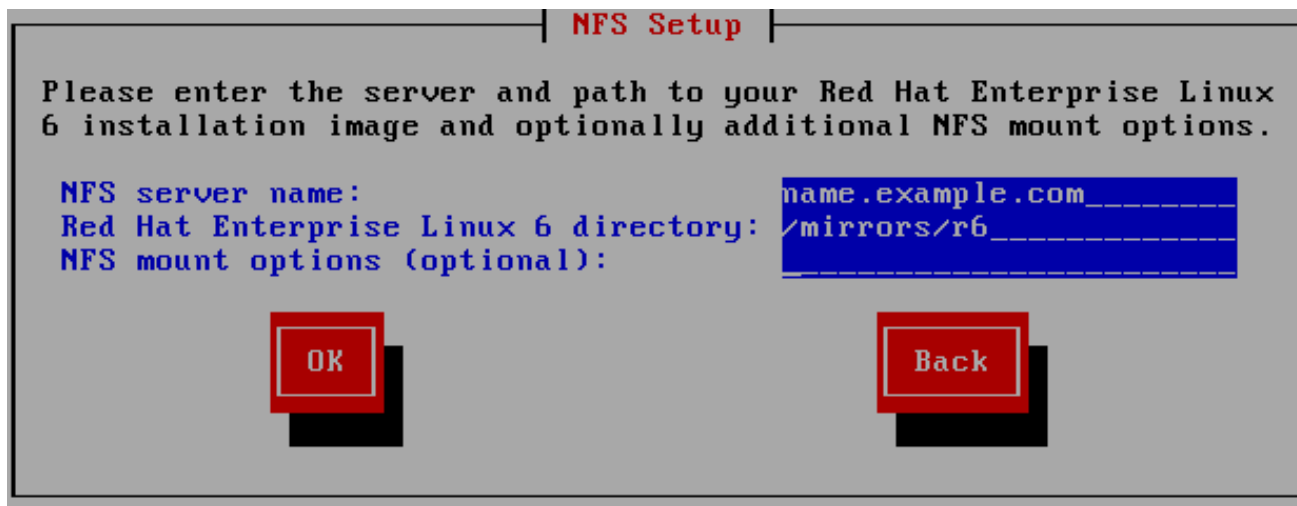 NFS Setup
Please enter the server and path to your Red Hat Enterprise Linux
6 installation image and optionally additional NFS mount options.
NFS server name: name.example.com________
Red Hat Enterprise Linux 6 directory: /mirrors/r6_____________
NFS mount options (optional): ________________________
OK Back